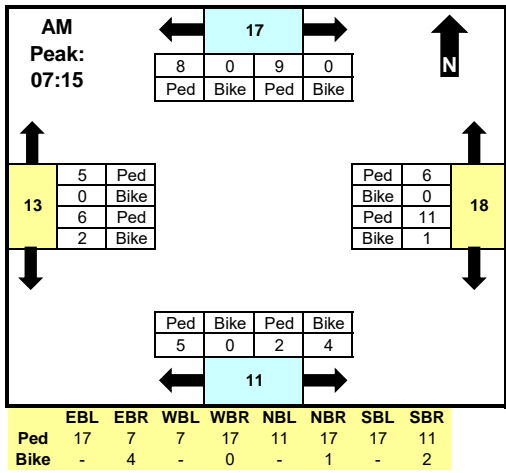 AM
Peak:
07:15
17
N
8 0 9 0
Ped Bike Ped Bike
13
5 Ped
0 Bike
6 Ped
2 Bike
Ped 6
Bike 0
Ped 11
Bike 1
18
Ped Bike Ped Bike
5 0 2 4
11
EBL EBR WBL WBR NBL NBR SBL SBR
Ped 17 7 7 17 11 17 17 11
Bike - 4 - 0 - 1 - 2